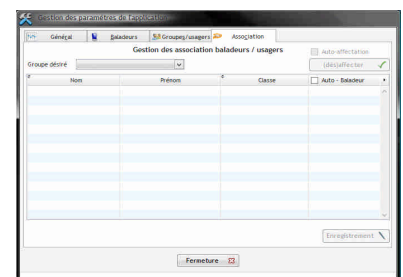 Gestion des paramètres de l'application
Général Baladeurs Groupes/usagers Association
Gestion des association baladeurs / usagers
Auto-affectation
Groupe désiré
(dés)affecter
Nom Prénom Classe Auto - Baladeur
Enregistrement
Fermeture